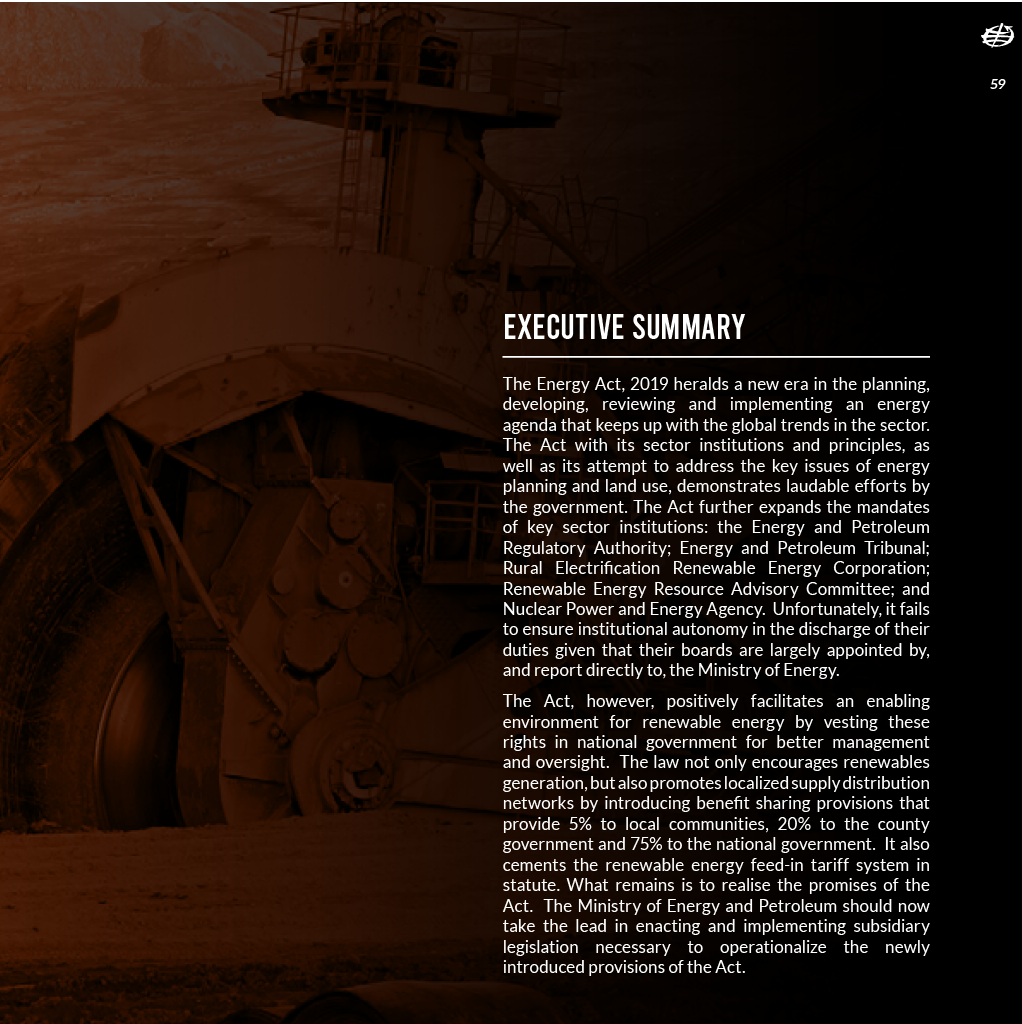 59
EXECUTIVE SUMMARY
The Energy Act, 2019 heralds a new era in the planning,
developing, reviewing and implementing an energy
agenda that keeps up with the global trends in the sector.
The Act with its sector institutions and principles, as
well as its attempt to address the key issues of energy
planning and land use, demonstrates laudable efforts by
the government. The Act further expands the mandates
of key sector institutions: the Energy and Petroleum
Regulatory Authority; Energy and Petroleum Tribunal;
Rural Electrification Renewable Energy Corporation;
Renewable Energy Resource Advisory Committee; and
Nuclear Power and Energy Agency. Unfortunately, it fails
to ensure institutional autonomy in the discharge of their
duties given that their boards are largely appointed by,
and report directly to, the Ministry of Energy.
The Act, however, positively facilitates an enabling
environment for renewable energy by vesting these
rights in national government for better management
and oversight. The law not only encourages renewables
generation, but also promotes localized supply distribution
networks by introducing benefit sharing provisions that
provide 5% to local communities, 20% to the county
government and 75% to the national government. It also
cements the renewable energy feed-in tariff system in
statute. What remains is to realise the promises of the
Act. The Ministry of Energy and Petroleum should now
take the lead in enacting and implementing subsidiary
legislation necessary to operationalize the newly
introduced provisions of the Act.